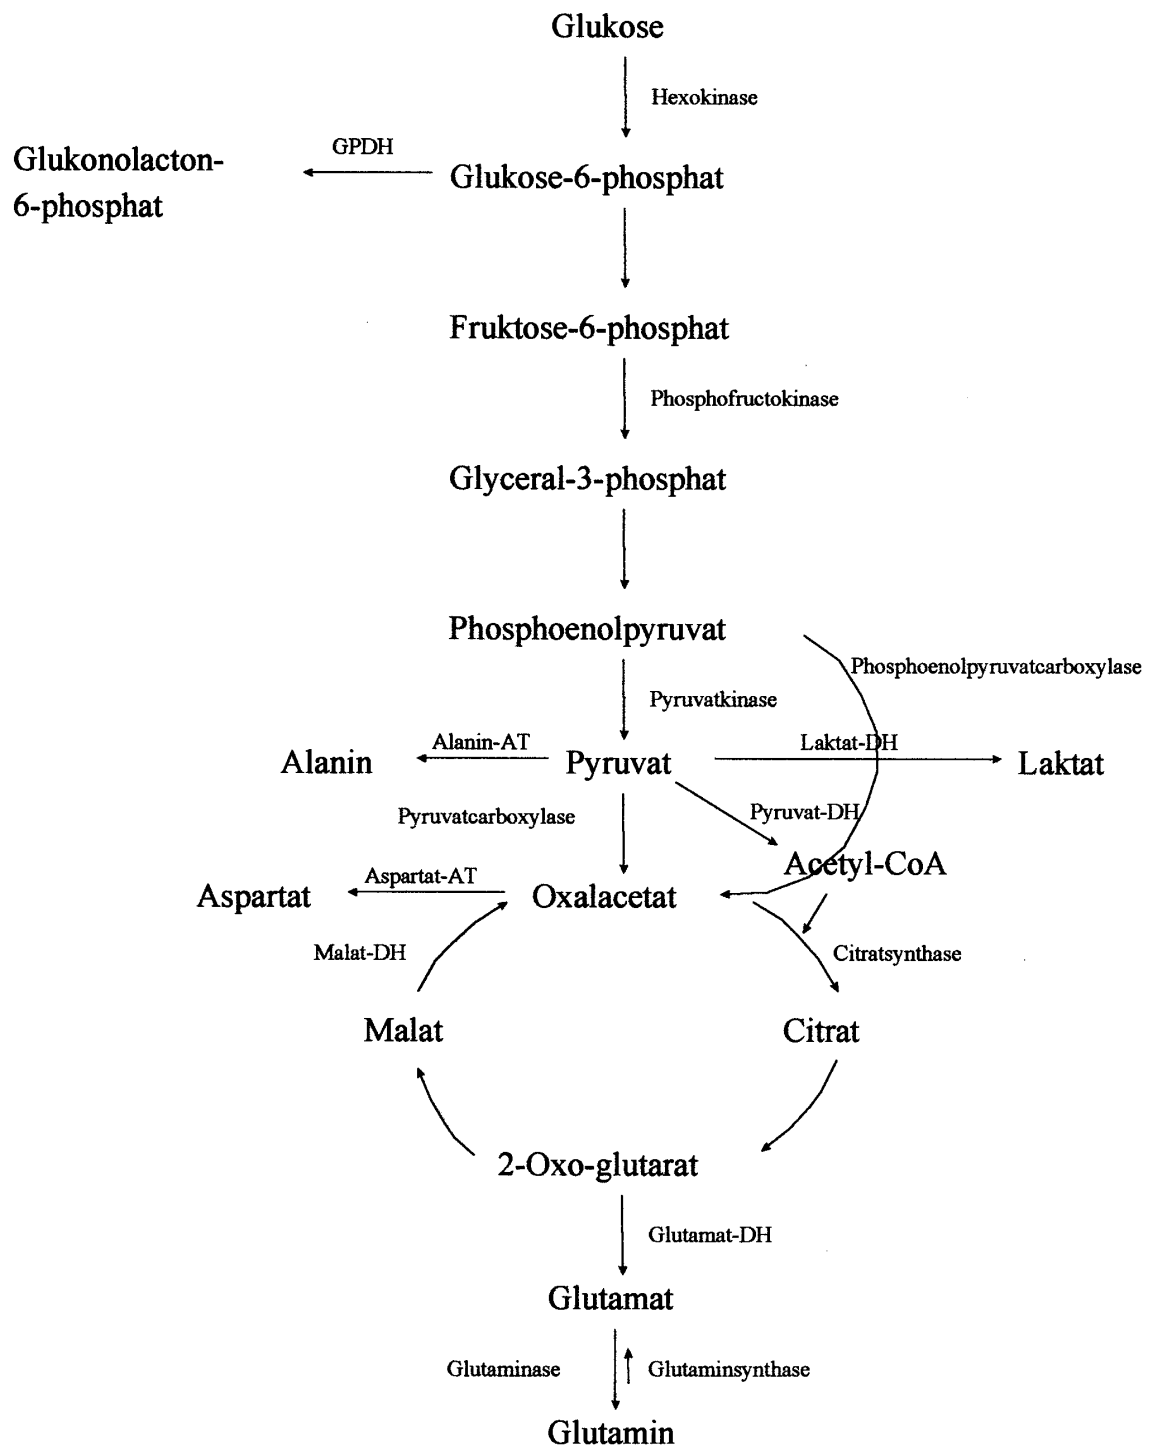 Glukose
Hexokinase
GPDH
Glukonolacton-
6-phosphat
Glukose-6-phosphat
Fruktose-6-phosphat
Phosphofructokinase
Glyceral-3-phosphat
Phosphoenolpyruvat
Phosphoenolpyruvatcarboxylase
Pyruvatkinase
Alanin-AT
Laktat-DH
Alanin
Pyruvat
Laktat
Pyruvatcarboxylase
Pyruvat-DH
Acetyl-CoA
Aspartat-AT
Aspartat
Oxalacetat
Malat-DH
Citratsynthase
Malat
Citrat
2-Oxo-glutarat
Glutamat-DH
Glutamat
Glutaminase
Glutaminsynthase
Glutamin